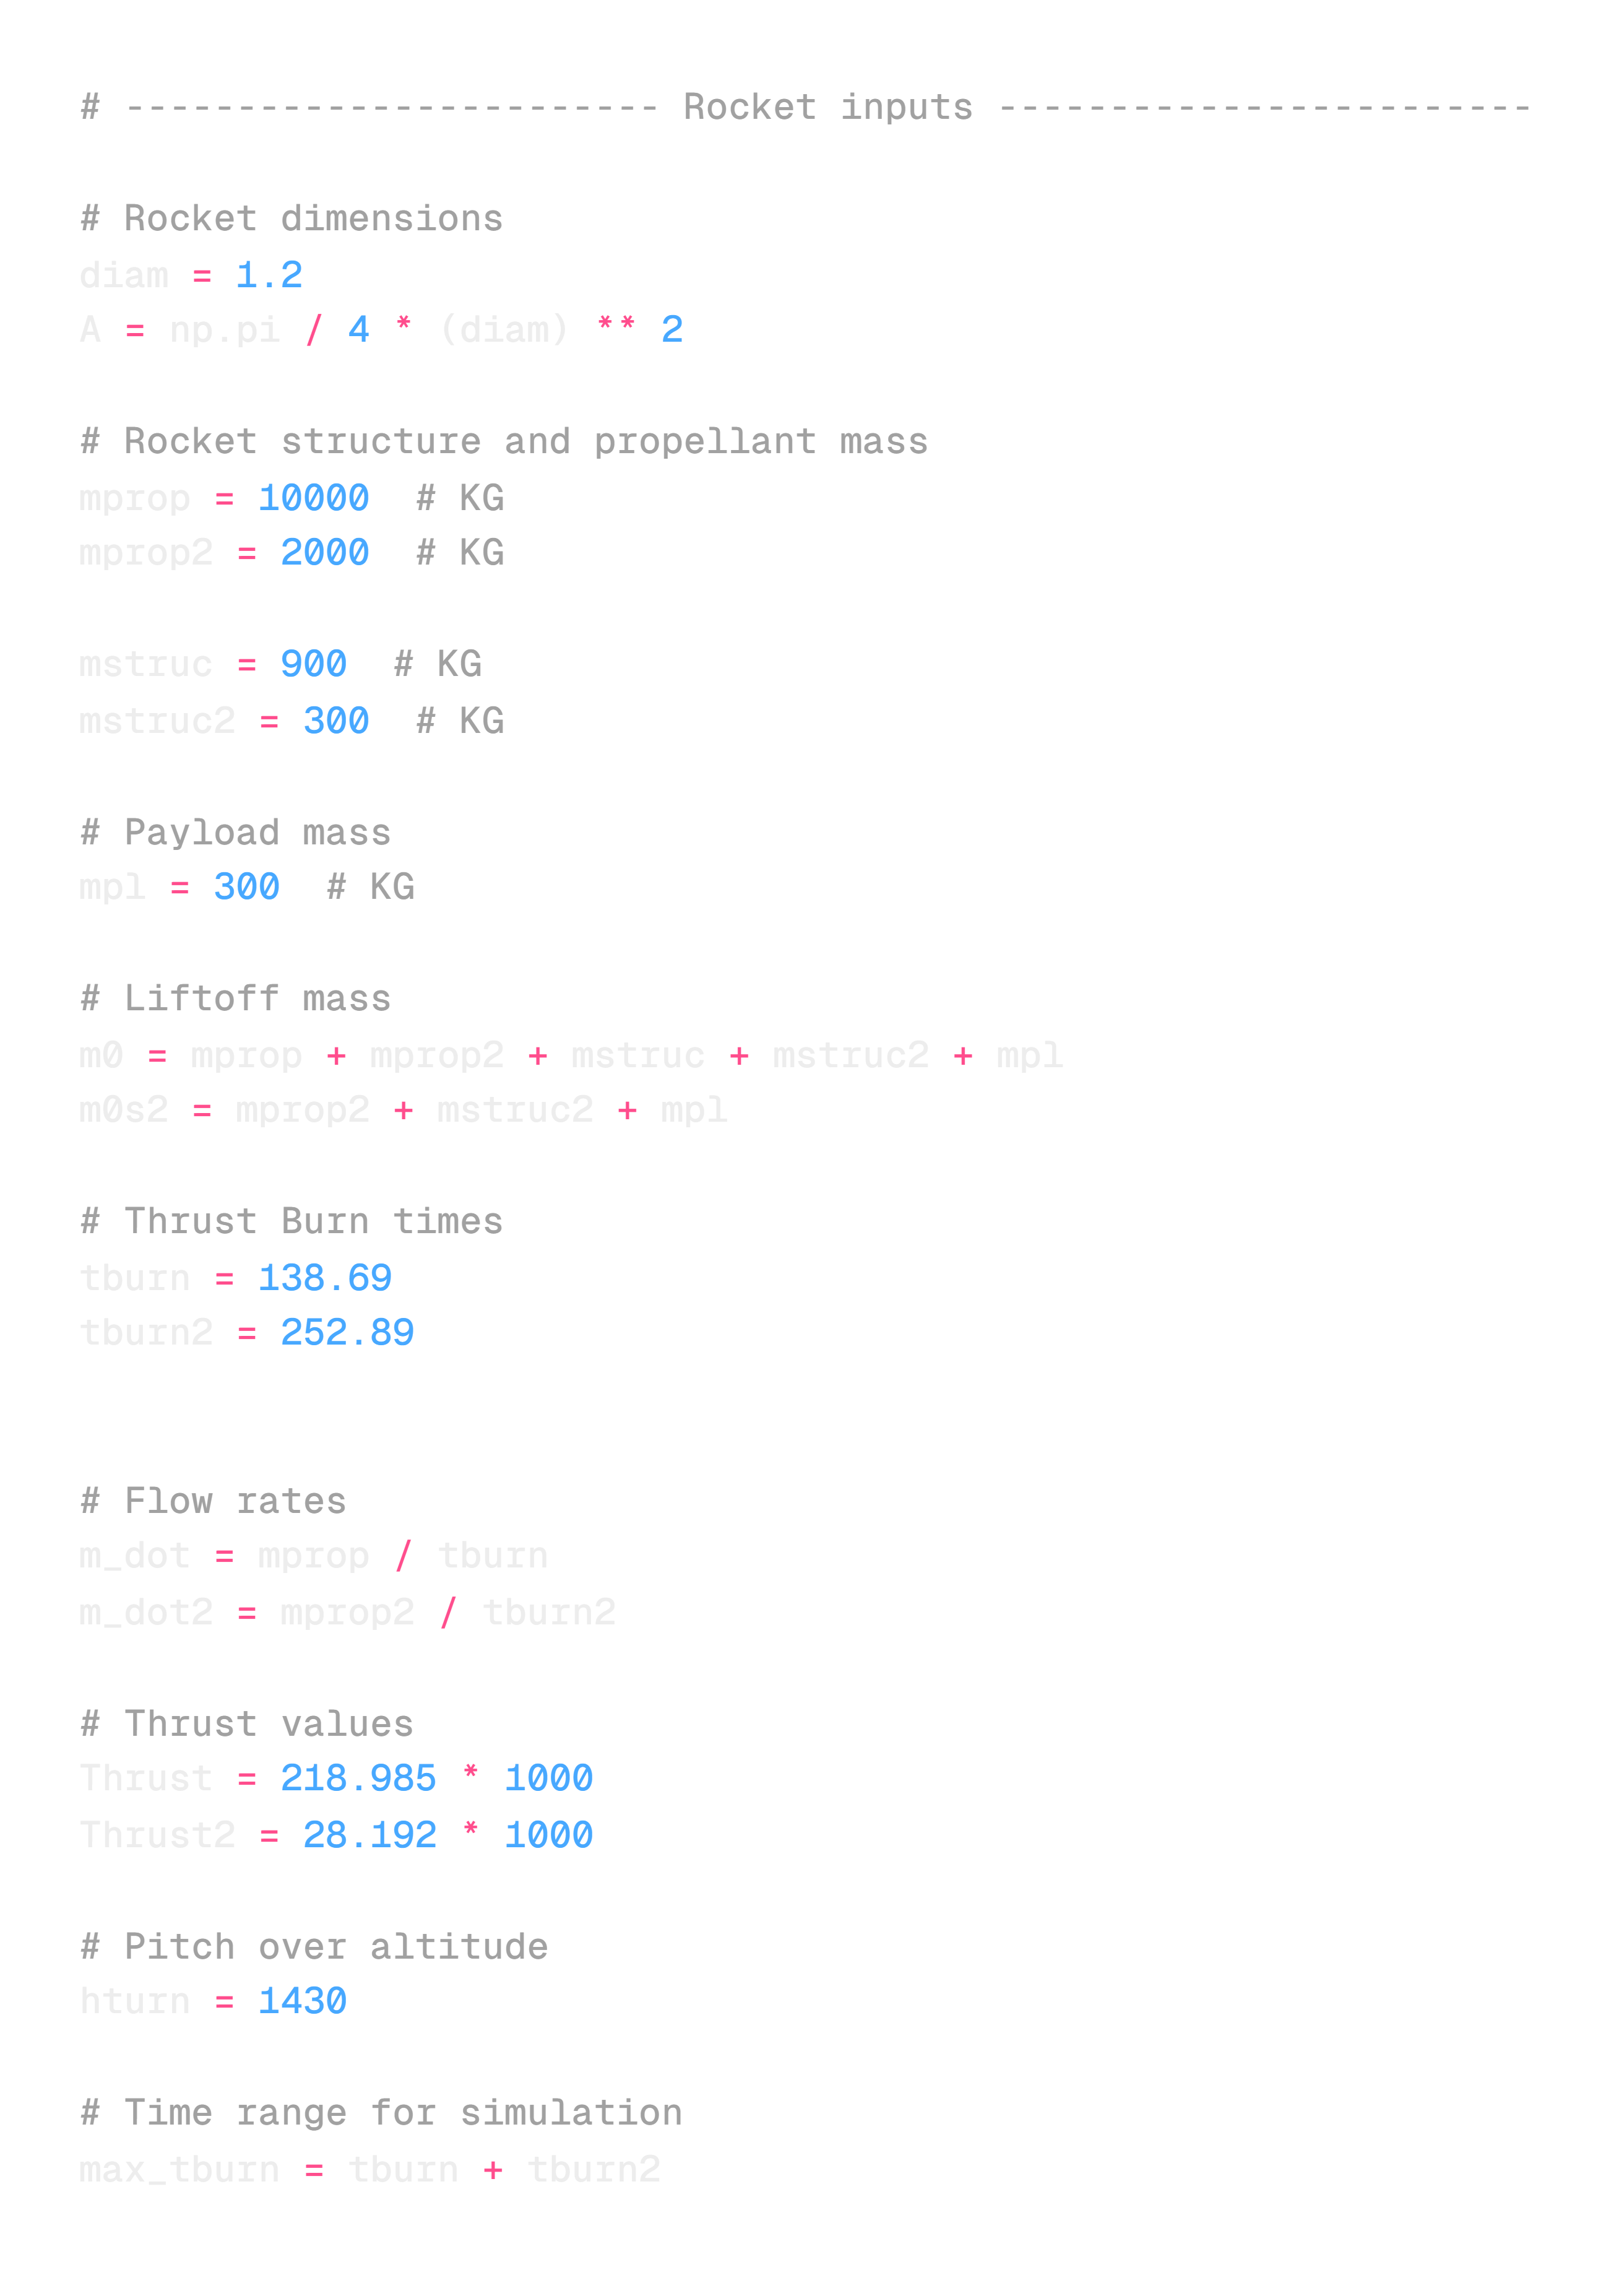 # ------------------------ Rocket inputs ------------------------
# Rocket dimensions
diam = 1.2
A = np.pi / 4 * (diam) ** 2
# Rocket structure and propellant mass
mprop = 10000  # KG
mprop2 = 2000  # KG
mstruc = 900  # KG
mstruc2 = 300  # KG
# Payload mass
mpl = 300  # KG
# Liftoff mass
m0 = mprop + mprop2 + mstruc + mstruc2 + mpl
m0s2 = mprop2 + mstruc2 + mpl
# Thrust Burn times
tburn = 138.69
tburn2 = 252.89
# Flow rates
m_dot = mprop / tburn
m_dot2 = mprop2 / tburn2
# Thrust values
Thrust = 218.985 * 1000
Thrust2 = 28.192 * 1000
# Pitch over altitude
hturn = 1430
# Time range for simulation
max_tburn = tburn + tburn2